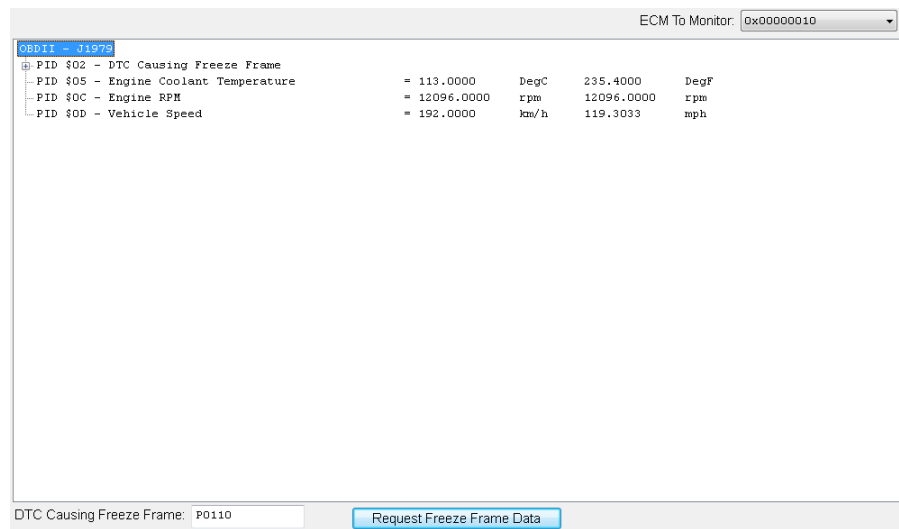 ECM To Monitor: 0x00000010
OBDII - J1979
PID $02 - DTC Causing Freeze Frame
PID $05 - Engine Coolant Temperature = 113.0000 DegC 235.4000 DegF
PID $0C - Engine RPM = 12096.0000 rpm 12096.0000 rpm
PID $0D - Vehicle Speed = 192.0000 km/h 119.3033 mph
DTC Causing Freeze Frame: P0110 Request Freeze Frame Data